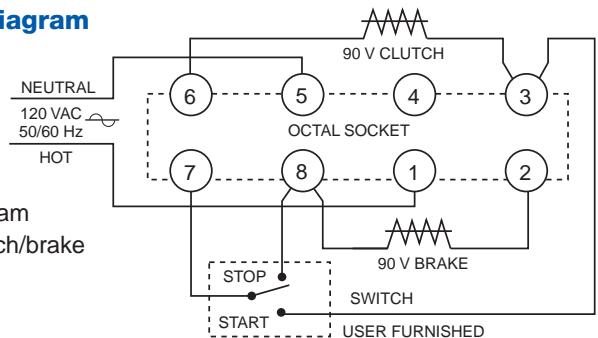 iagram
90 V CLUTCH
NEUTRAL
6 5 4 3
120 VAC
50/60 Hz
OCTAL SOCKET
HOT
7 8 1 2
am
ch/brake
90 V BRAKE
STOP
SWITCH
START
USER FURNISHED